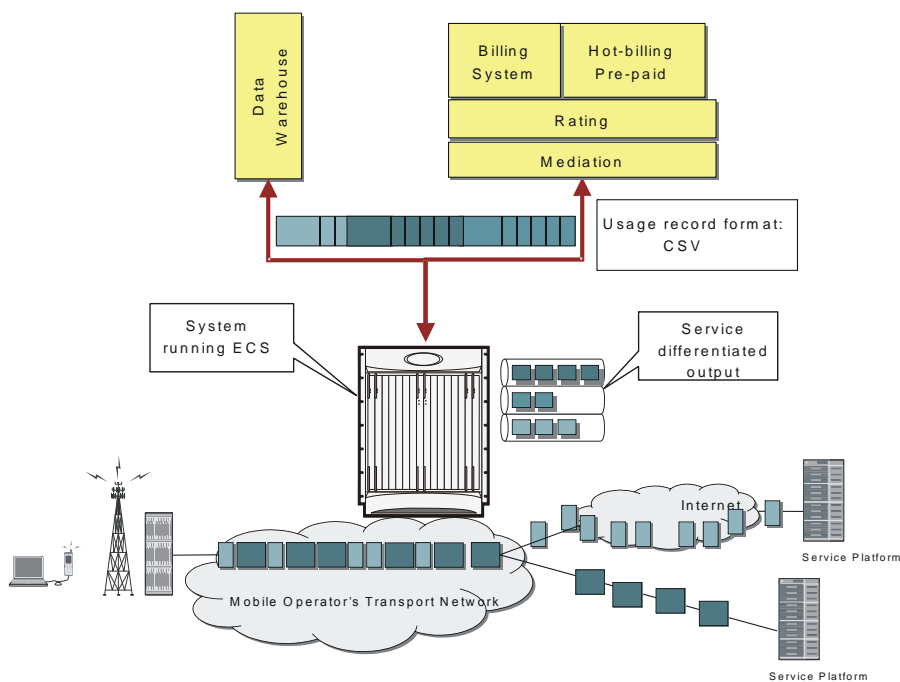 Data
Warehouse
Billing
System
Hot-billing
Pre-paid
Rating
Mediation
Usage record format:
CSV
System
running ECS
Service
differentiated
output
Internet
Service Platform
Mobile Operator's Transport Network
Service Platform